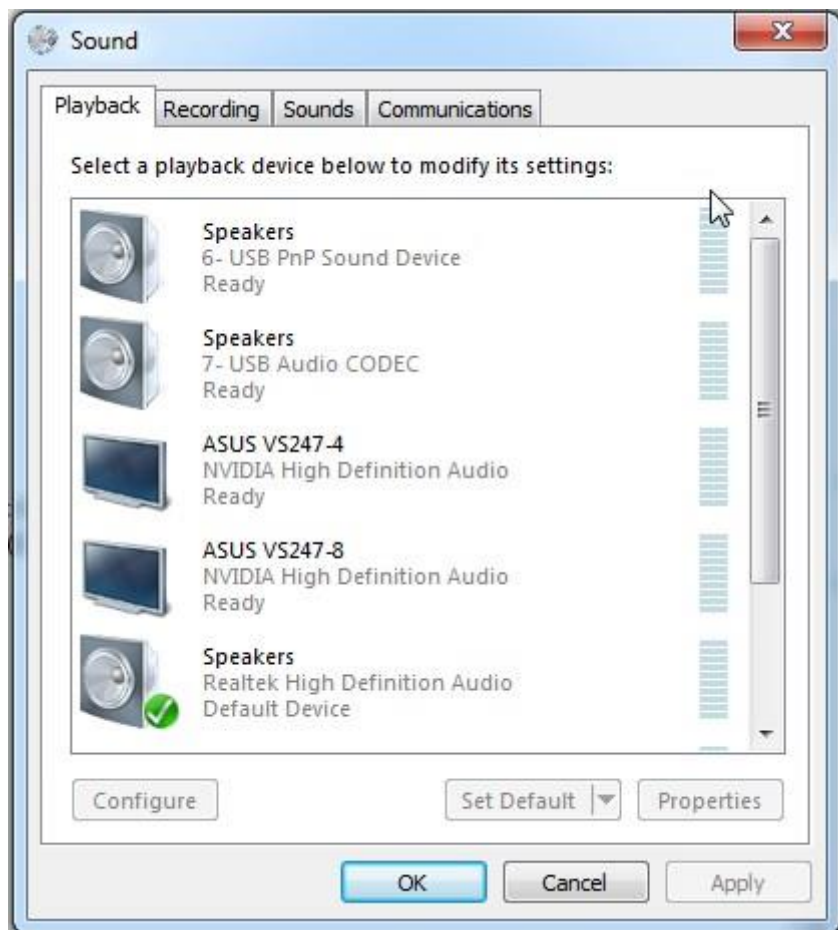 Sound
Playback Recording Sounds Communications
Select a playback device below to modify its settings:
Speakers
6- USB PnP Sound Device
Ready
Speakers
7- USB Audio CODEC
Ready
ASUS VS247-4
NVIDIA High Definition Audio
Ready
ASUS VS247-8
NVIDIA High Definition Audio
Ready
Speakers
Realtek High Definition Audio
Default Device
Configure Set Default Properties
OK Cancel Apply